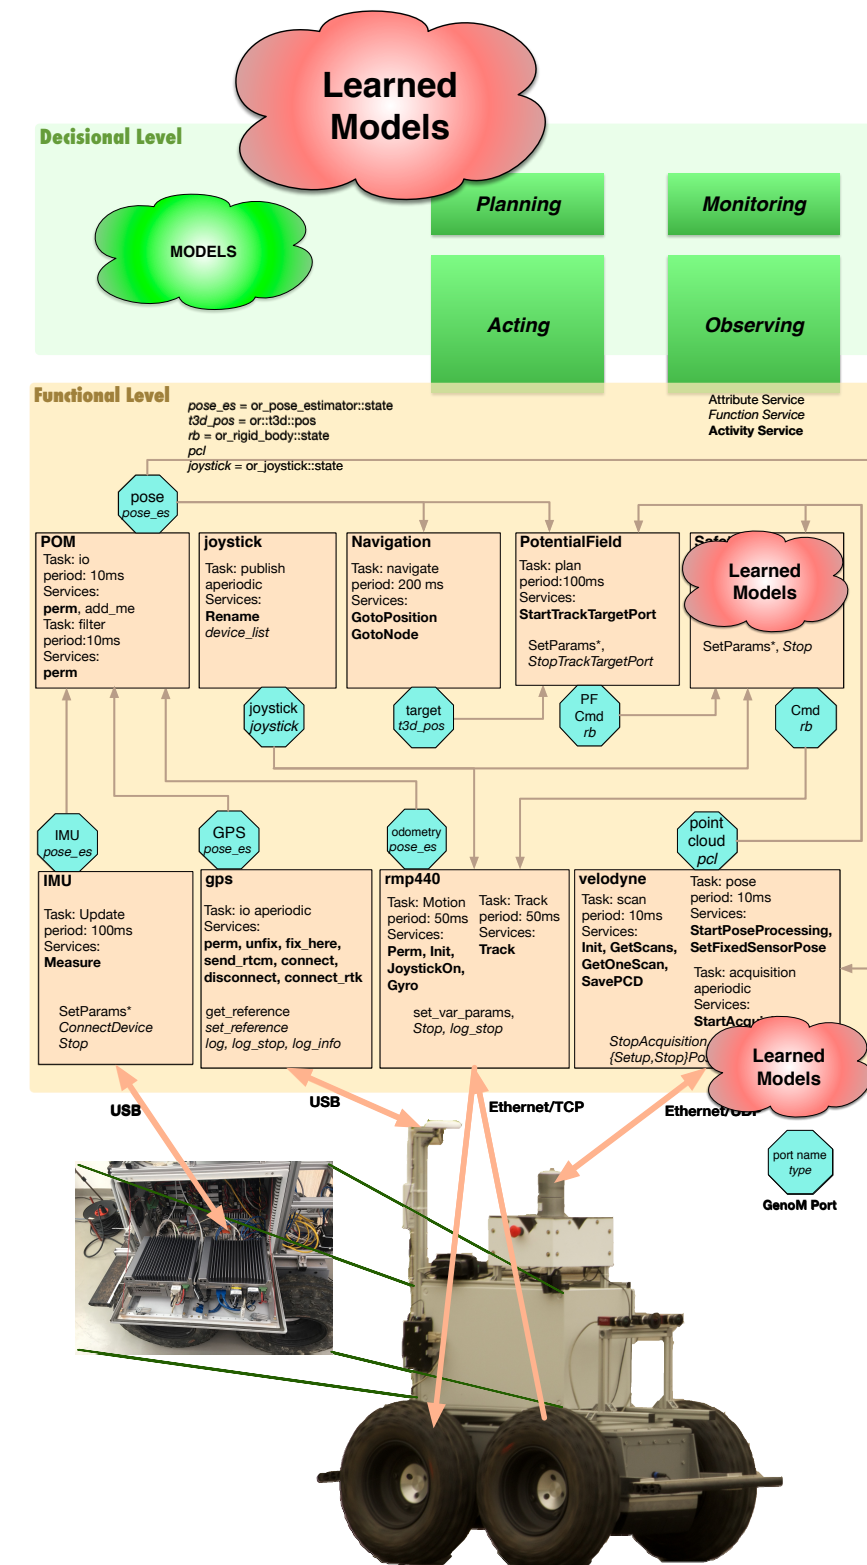 Learned
Models
Decisional Level
Planning
Monitoring
MODELS
Acting
Observing
Functional Level
pose_es = or_pose_estimator::state
t3d_pos = or::t3d::pos
rb = or_rigid_body::state
pcl
joystick = or_joystick::state
Attribute Service
Function Service
Activity Service
pose
pose_es
POM
Task: io
period: 10ms
Services:
perm, add_me
Task: filter
period:10ms
Services:
perm
joystick
Task: publish
aperiodic
Services:
Rename
device_list
Navigation
Task: navigate
period: 200 ms
Services:
GotoPosition
GotoNode
PotentialField
Task: plan
period:100ms
Services:
StartTrackTargetPort
SetParams*,
StopTrackTargetPort
Learned
Models
SetParams*, Stop
joystick
joystick
target
t3d_pos
PF
Cmd
rb
Cmd
rb
IMU
pose_es
GPS
pose_es
odometry
pose_es
point
cloud
pcl
IMU
Task: Update
period: 100ms
Services:
Measure
SetParams*
ConnectDevice
Stop
gps
Task: io aperiodic
Services:
perm, unfix, fix_here,
send_rtcm, connect,
disconnect, connect_rtk
get_reference
set_reference
log, log_stop, log_info
rmp440
Task: Motion
period: 50ms
Services:
Perm, Init,
JoystickOn,
Gyro
Task: Track
period: 50ms
Services:
Track
set_var_params,
Stop, log_stop
velodyne
Task: scan
period: 10ms
Services:
Init, GetScans,
GetOneScan,
SavePCD
Task: pose
period: 10ms
Services:
StartPoseProcessing,
SetFixedSensorPose
Task: acquisition
aperiodic
Services:
StopAcquisition
Learned
Models
USB
USB
Ethernet/TCP
port name
type
GenoM Port